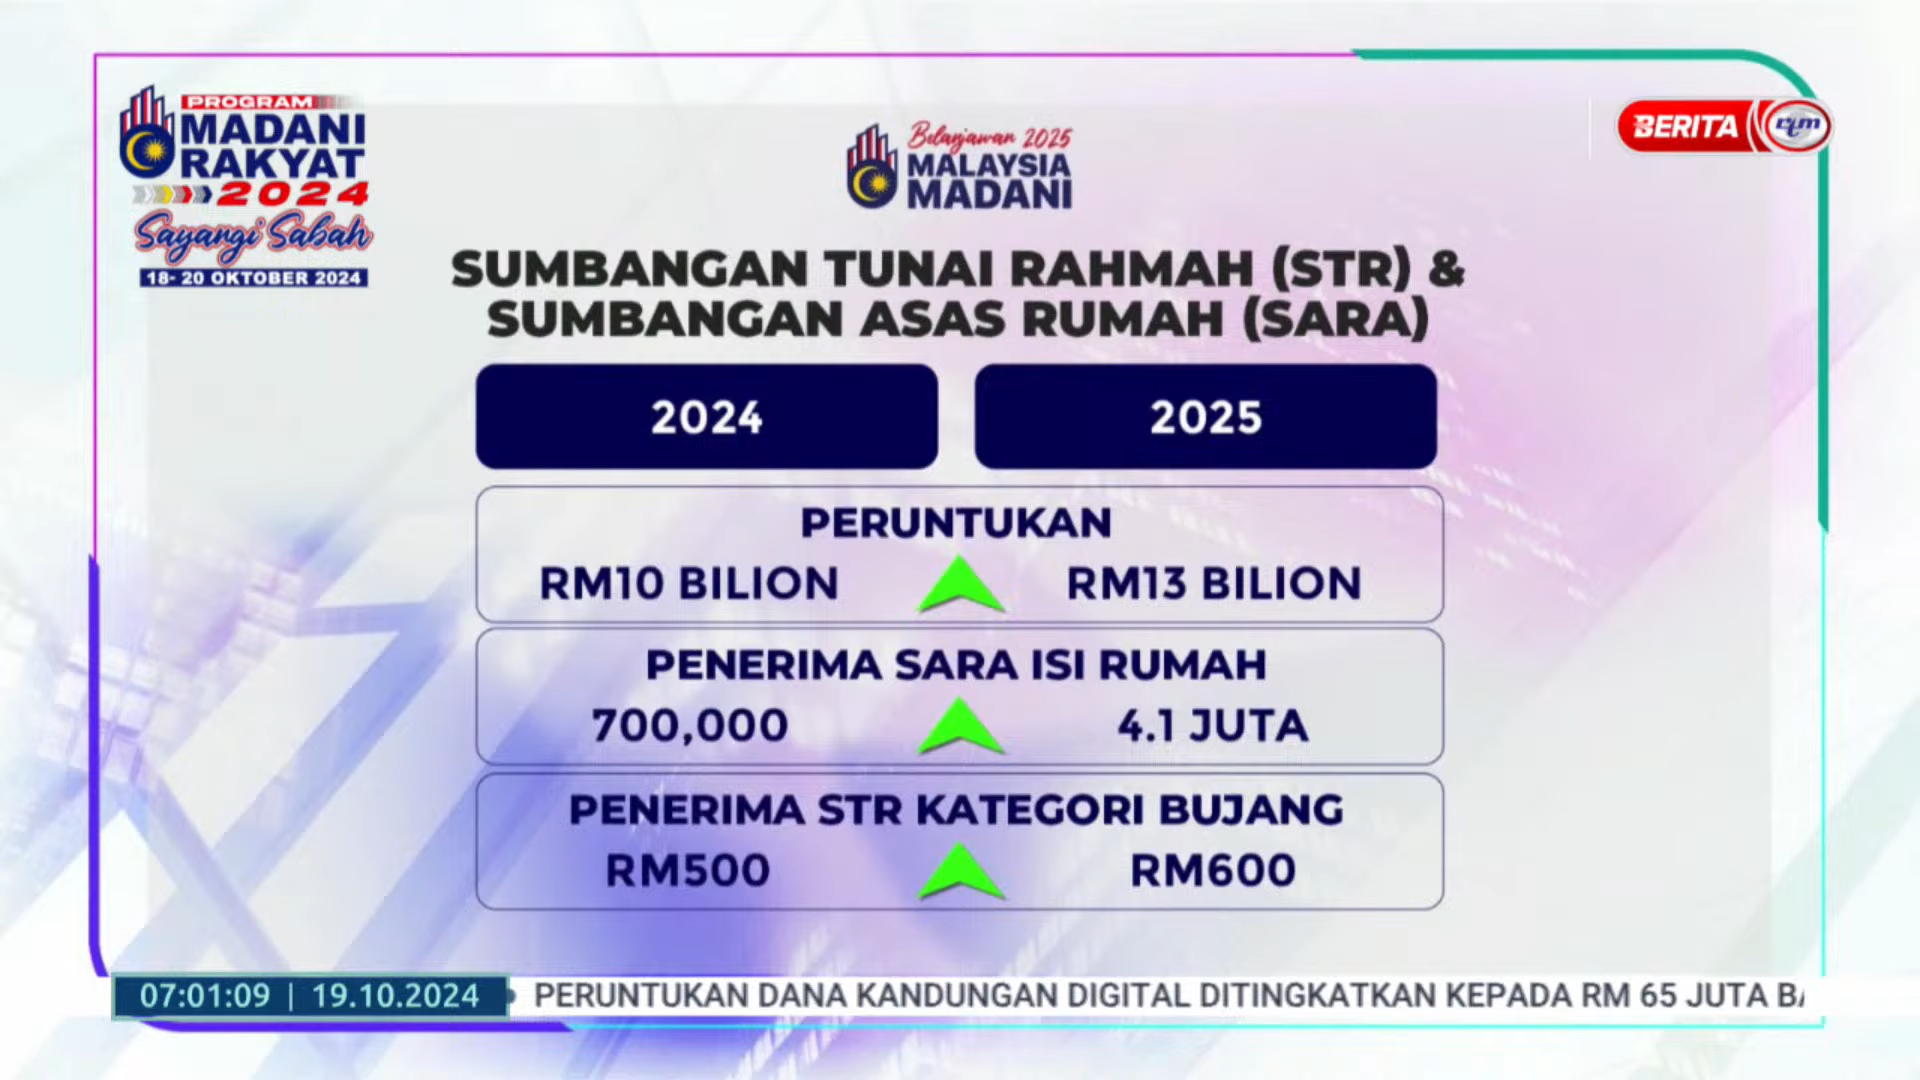 PROGRAM
MADANI
RAKYAT
2024
Sayangi Sabah
18- 20 OKTOBER 2024
Belanjawan 2025
MALAYSIA
MADANI
BERITA rtm
SUMBANGAN TUNAI RAHMAH (STR) &
SUMBANGAN ASAS RUMAH (SARA)
2024 2025
PERUNTUKAN
RM10 BILION RM13 BILION
PENERIMA SARA ISI RUMAH
700,000 4.1 JUTA
PENERIMA STR KATEGORI BUJANG
RM500 RM600
07:01:09 | 19.10.2024 PERUNTUKAN DANA KANDUNGAN DIGITAL DITINGKATKAN KEPADA RM 65 JUTA